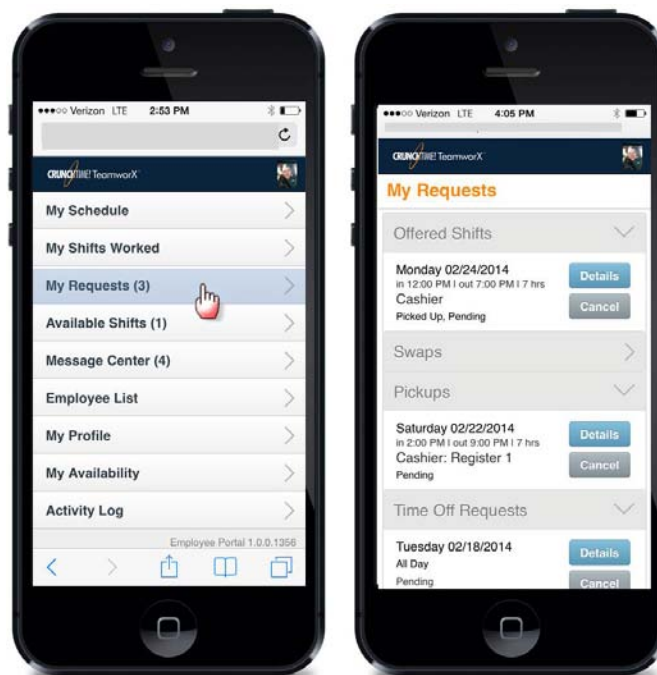 ●●●○○ Verizon LTE 2:53 PM
CRUNCHTIME! TeamworX
My Schedule
My Shifts Worked
My Requests (3)
Available Shifts (1)
Message Center (4)
Employee List
My Profile
My Availability
Activity Log
Employee Portal 1.0.0.1356
●●●○○ Verizon LTE 4:05 PM
CRUNCHTIME! TeamworX
My Requests
Offered Shifts
Monday 02/24/2014
in 12:00 PM | out 7:00 PM | 7 hrs
Cashier
Picked Up, Pending
Details
Cancel
Swaps
Pickups
Saturday 02/22/2014
in 2:00 PM | out 9:00 PM | 7 hrs
Cashier: Register 1
Pending
Details
Cancel
Time Off Requests
Tuesday 02/18/2014
All Day
Pending
Details
Cancel